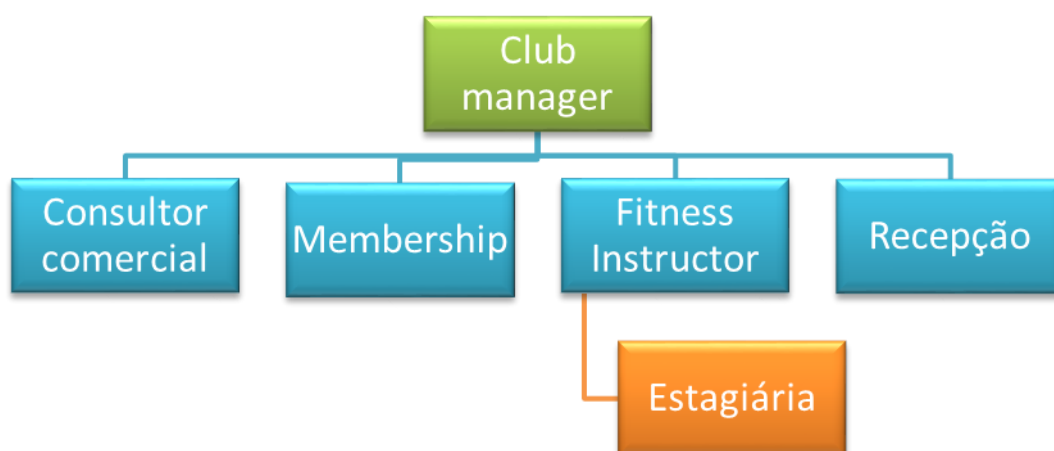 Club
manager
Consultor
comercial
Membership
Fitness
Instructor
Recepção
Estagiária